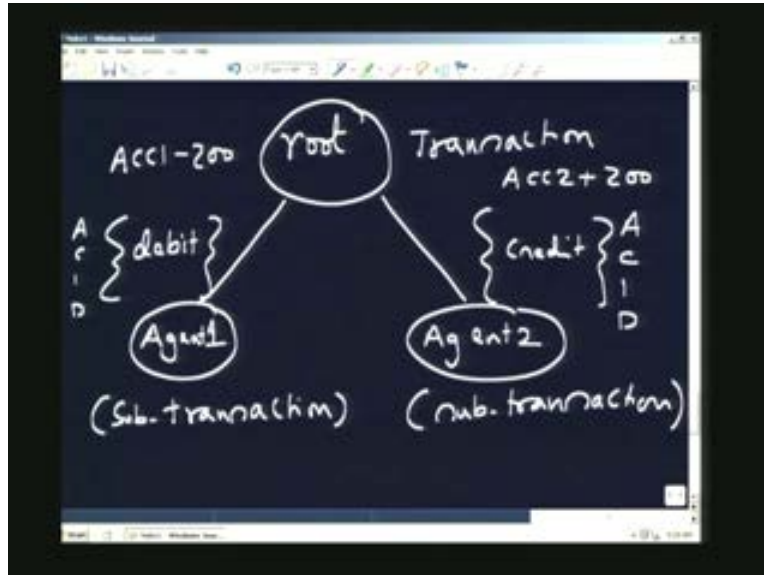 root
Transaction
ACC1-200
ACC2+200
A
C
I
D
{debit}
{credit}
A
C
I
D
Agent1
Agent2
(Sub-transaction)
(sub-transaction)